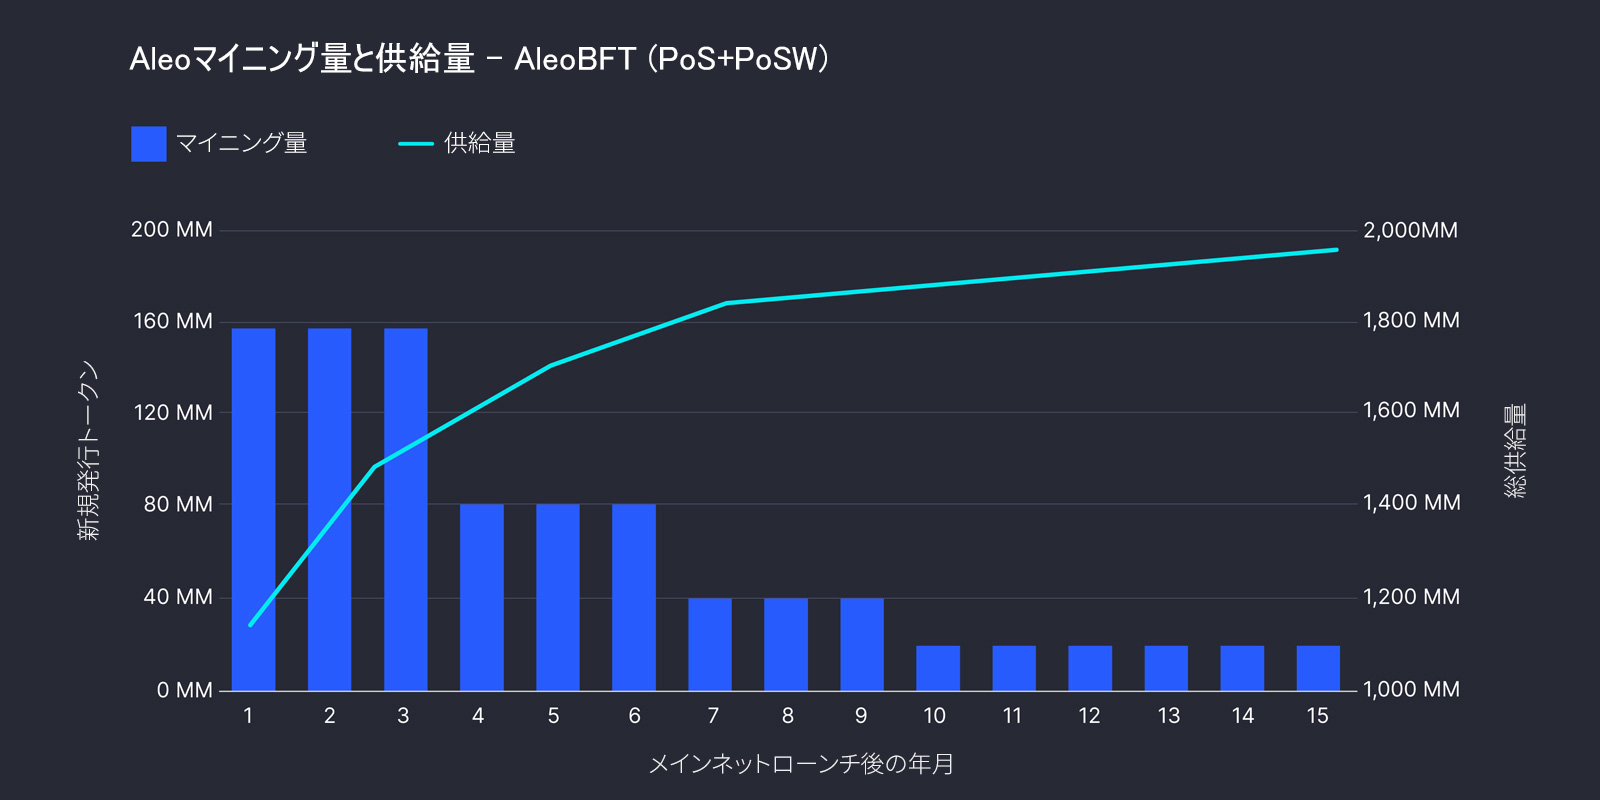 Aleoマイニング量と供給量 – AleoBFT (PoS+PoSW)
マイニング量
供給量
200 MM
160 MM
120 MM
80 MM
40 MM
0 MM
新規発行トークン
2,000MM
1,800 MM
1,600 MM
1,400 MM
1,200 MM
1,000 MM
総供給量
1 2 3 4 5 6 7 8 9 10 11 12 13 14 15
メインネットローンチ後の年月